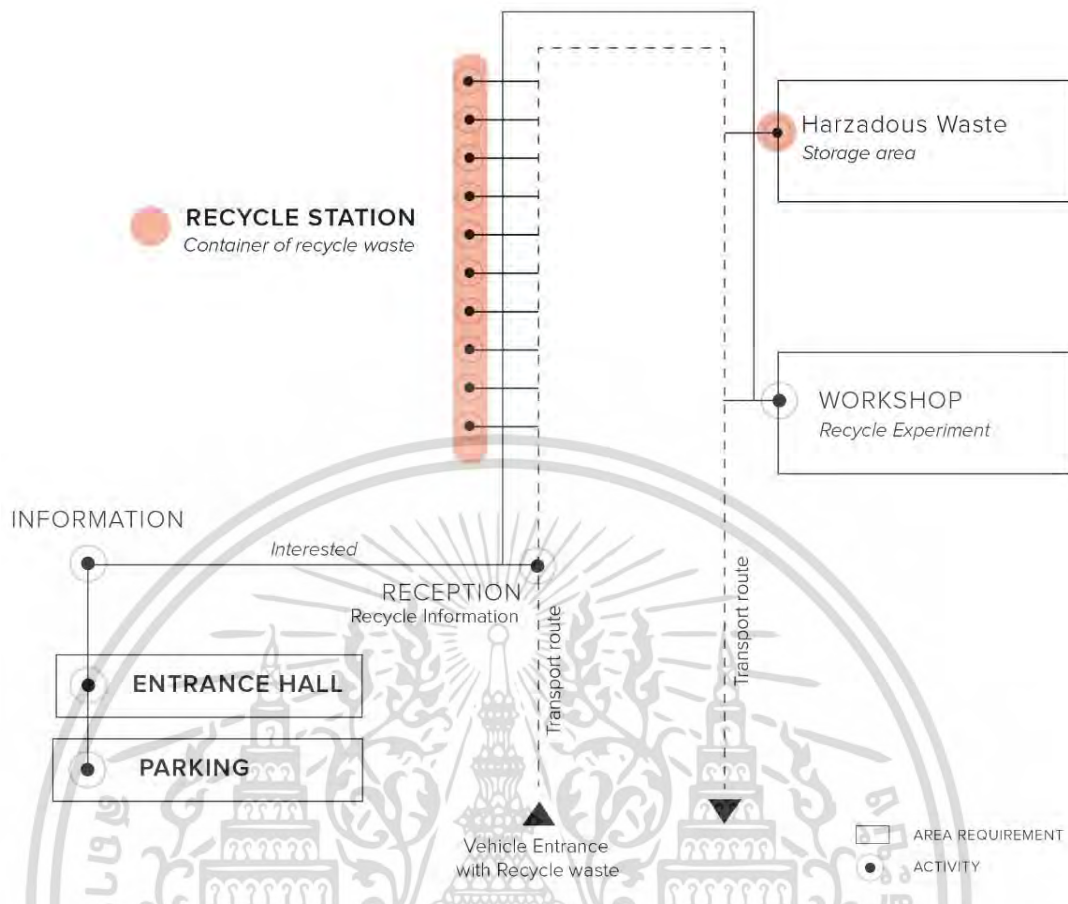 Harzadous Waste
Storage area
RECYCLE STATION
Container of recycle waste
WORKSHOP
Recycle Experiment
INFORMATION
Interested
RECEPTION
Recycle Information
Transport route
Transport route
ENTRANCE HALL
PARKING
Vehicle Entrance
with Recycle waste
AREA REQUIREMENT
ACTIVITY